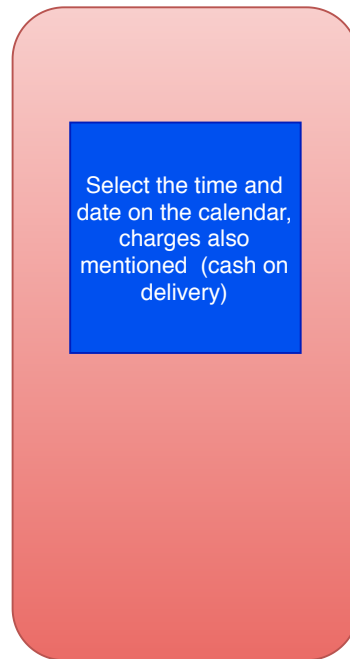 Select the time and
date on the calendar,
charges also
mentioned  (cash on
delivery)